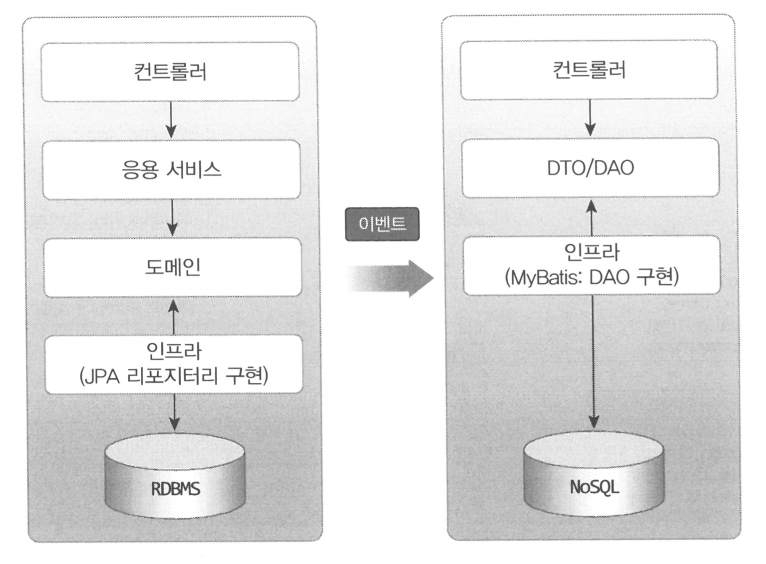 컨트롤러
응용 서비스
도메인
인프라
(JPA 리포지터리 구현)
RDBMS
이벤트
컨트롤러
DTO/DAO
인프라
(MyBatis: DAO 구현)
NoSQL